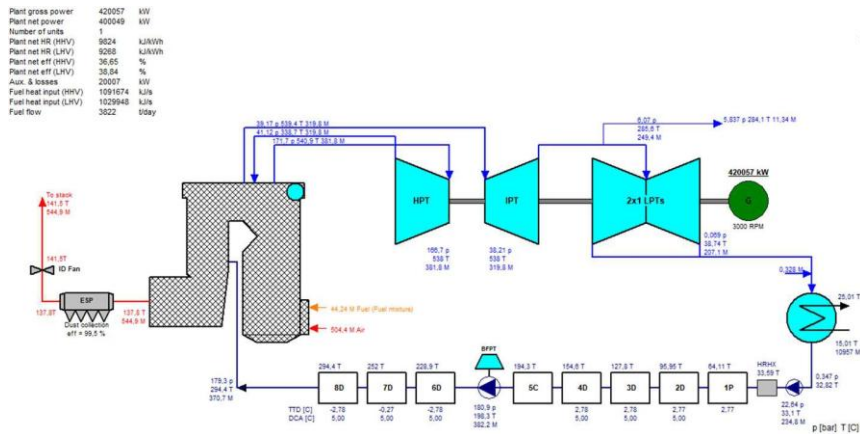 Plant gross power 420057 kW
Plant net power 400049 kW
Number of units 1
Plant net HR (HHV) 9824 kJ/kWh
Plant net HR (LHV) 9268 kJ/kWh
Plant net eff (HHV) 36,65 %
Plant net eff (LHV) 38,84 %
Aux. & losses 20007 kW
Fuel heat input (HHV) 1091674 kJ/s
Fuel heat input (LHV) 1029948 kJ/s
Fuel flow 3822 t/day
39,17 p 539,4 T 319,8 M
41,12 p 338,7 T 319,8 M
171,7 p 540,9 T 381,8 M
6,07 p
285,6 T
249,4 M
5,837 p 284,1 T 11,34 M
To stack
141,5 T
544,9 M
HPT
IPT
2x1 LPTs
420057 kW
G
3000 RPM
166,7 p
538 T
381,8 M
38,21 p
538 T
319,8 M
0,069 p
38,74 T
207,1 M
0,328 M
141,5T
ID Fan
137,8T
ESP
137,8 T
544,9 M
Dust collection
eff = 99,5 %
44,24 M Fuel (Fuel mixture)
504,4 M Air
25,01 T
15,01 T
10957 M
0,347 p
32,82 T
BFPT
HRHX
33,59 T
294,4 T 252 T 228,9 T 194,3 T 154,6 T 127,8 T 95,95 T 64,11 T
179,3 p
294,4 T
370,7 M
8D 7D 6D 5C 4D 3D 2D 1P
180,9 p
198,3 T
382,2 M
22,64 p
33,1 T
234,8 M
TTD [C] -2,78 -0,27 -2,78 2,78 2,78 2,77 2,77
DCA [C] 5,00 5,00 5,00 5,00 5,00 5,00
p [bar] T [C]